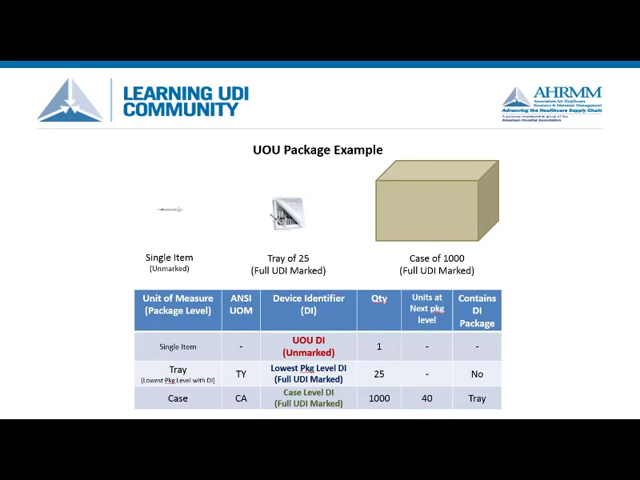 LEARNING UDI
COMMUNITY
AHRMM
Association for Healthcare
Resource & Materials Management
Advancing the Healthcare Supply Chain
A personal membership group of the
American Hospital Association
UOU Package Example
Single Item
(Unmarked)
Tray of 25
(Full UDI Marked)
Case of 1000
(Full UDI Marked)
Unit of Measure
(Package Level)
ANSI
UOM
Device Identifier
(DI)
Qty
Units at
Next pkg
level
Contains
DI
Package
Single Item
-
UOU DI
(Unmarked)
1
-
-
Tray
(Lowest Pkg Level with DI)
TY
Lowest Pkg Level DI
(Full UDI Marked)
25
-
No
Case
CA
Case Level DI
(Full UDI Marked)
1000
40
Tray